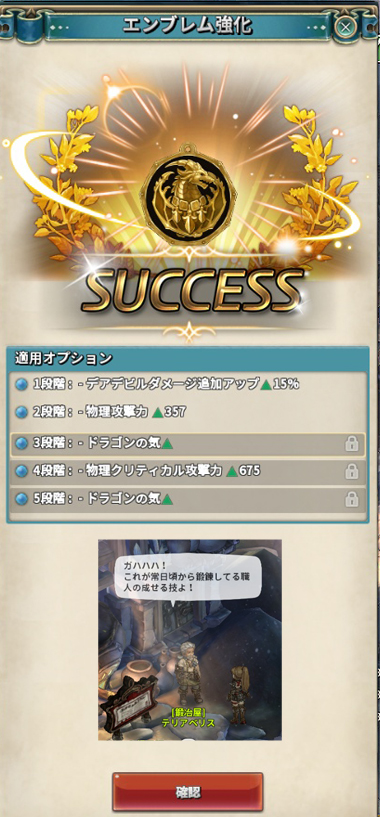 エンブレム強化
SUCCESS
適用オプション
1段階： - デアデビルダメージ追加アップ▲15%
2段階： - 物理攻撃力 ▲357
3段階： - ドラゴンの気▲
4段階： - 物理クリティカル攻撃力 ▲675
5段階： - ドラゴンの気▲
ガハハハ！
これが常日頃から鍛錬してる職
人の成せる技よ！
[鍛冶屋]
テリアベリス
確認